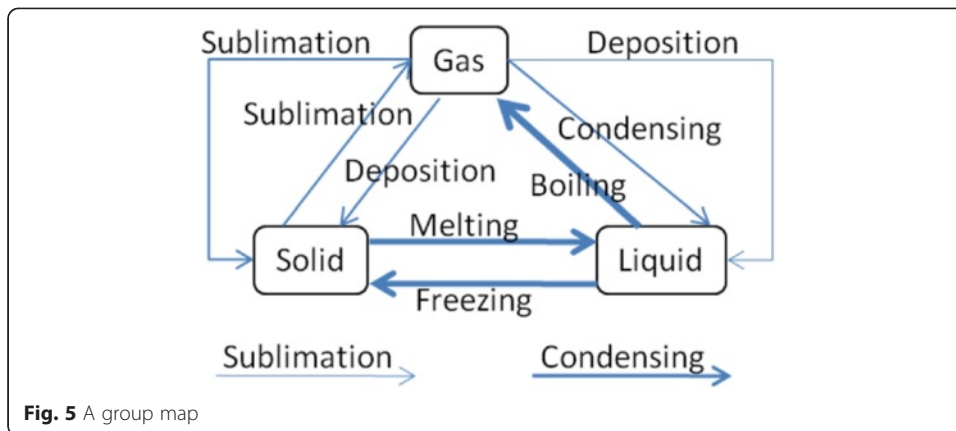 Sublimation
Deposition
Gas
Sublimation
Condensing
Deposition
Boiling
Melting
Solid
Liquid
Freezing
Sublimation
Condensing
Fig. 5 A group map